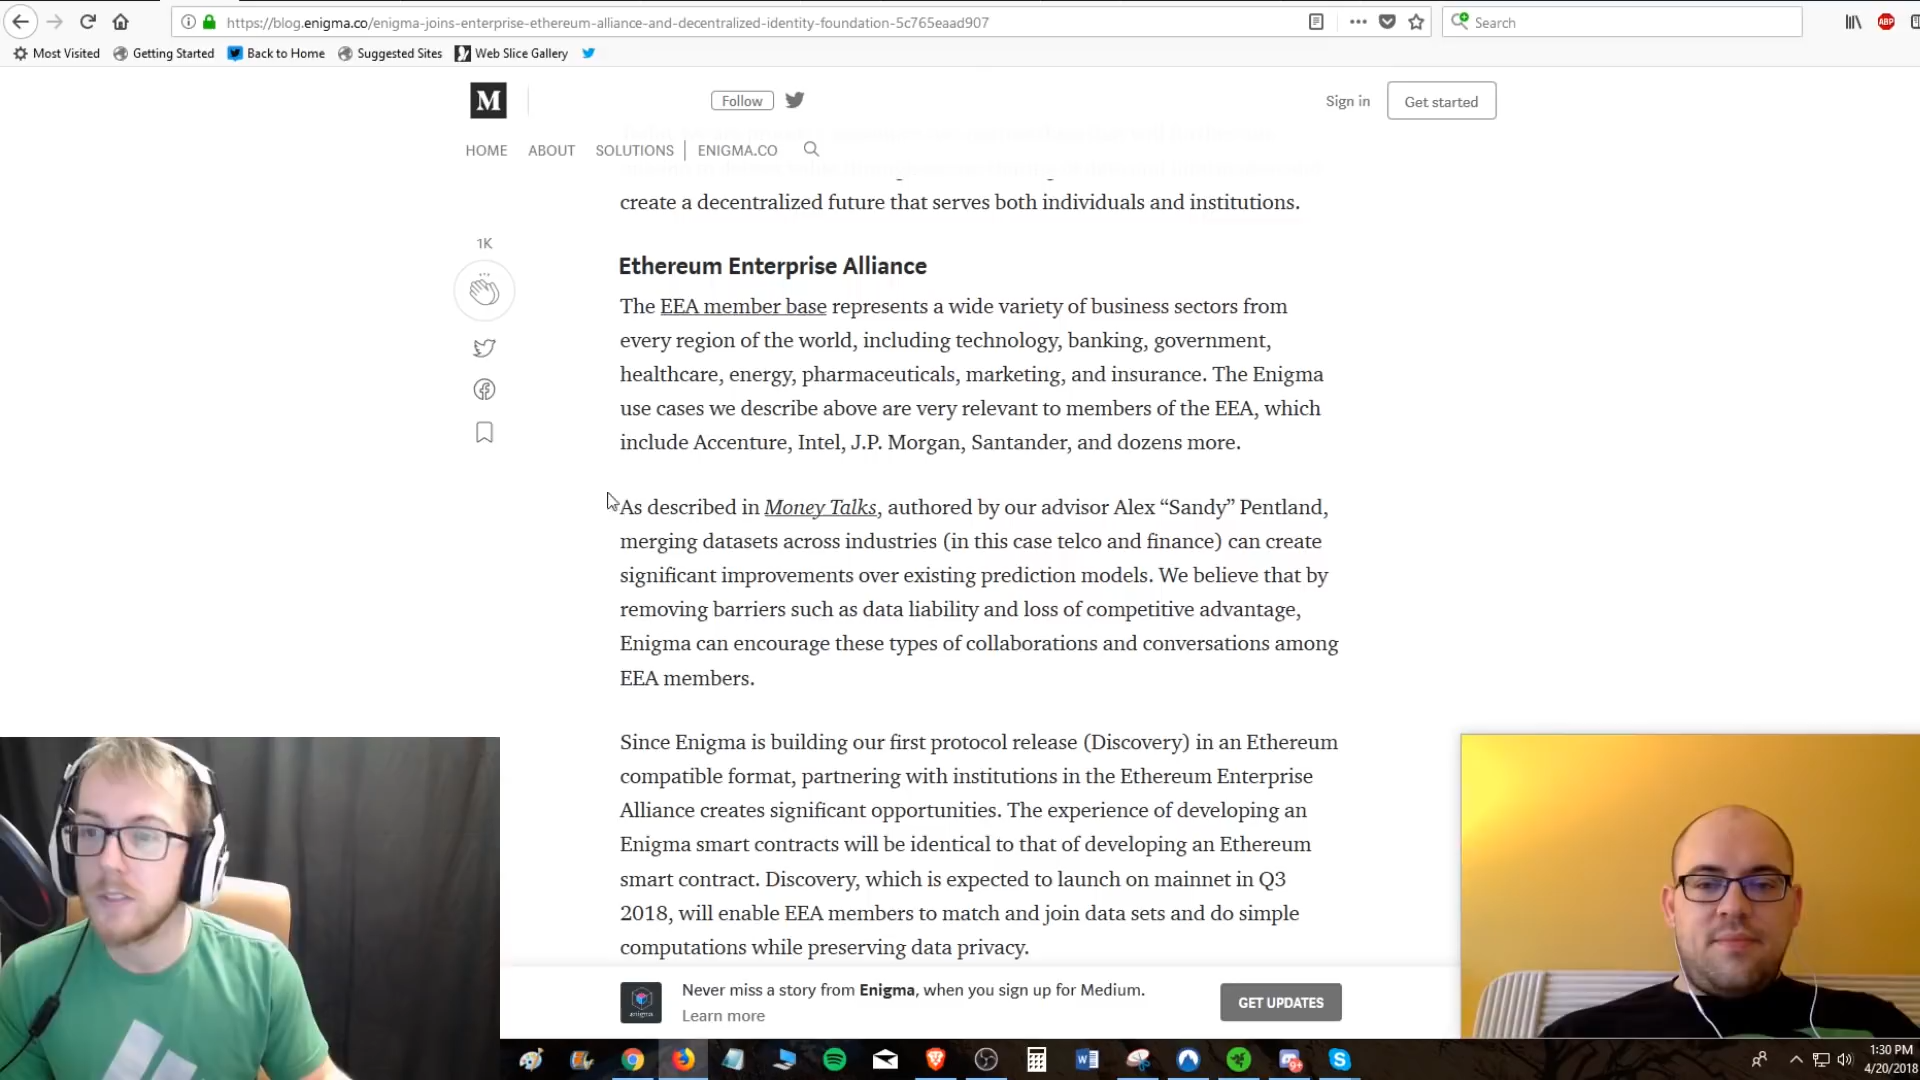 https://blog.enigma.co/enigma-joins-enterprise-ethereum-alliance-and-decentralized-identity-foundation-5c765eaad907
Search
ABP
Most Visited
Getting Started
Back to Home
Suggested Sites
Web Slice Gallery
M
Follow
Sign in
Get started
HOME
ABOUT
SOLUTIONS
ENIGMA.CO
create a decentralized future that serves both individuals and institutions.
1K
Ethereum Enterprise Alliance
The EEA member base represents a wide variety of business sectors from
every region of the world, including technology, banking, government,
healthcare, energy, pharmaceuticals, marketing, and insurance. The Enigma
use cases we describe above are very relevant to members of the EEA, which
include Accenture, Intel, J.P. Morgan, Santander, and dozens more.
As described in Money Talks, authored by our advisor Alex “Sandy” Pentland,
merging datasets across industries (in this case telco and finance) can create
significant improvements over existing prediction models. We believe that by
removing barriers such as data liability and loss of competitive advantage,
Enigma can encourage these types of collaborations and conversations among
EEA members.
Since Enigma is building our first protocol release (Discovery) in an Ethereum
compatible format, partnering with institutions in the Ethereum Enterprise
Alliance creates significant opportunities. The experience of developing an
Enigma smart contracts will be identical to that of developing an Ethereum
smart contract. Discovery, which is expected to launch on mainnet in Q3
2018, will enable EEA members to match and join data sets and do simple
computations while preserving data privacy.
enigma
Never miss a story from Enigma, when you sign up for Medium.
Learn more
GET UPDATES
1:30 PM
4/20/2018